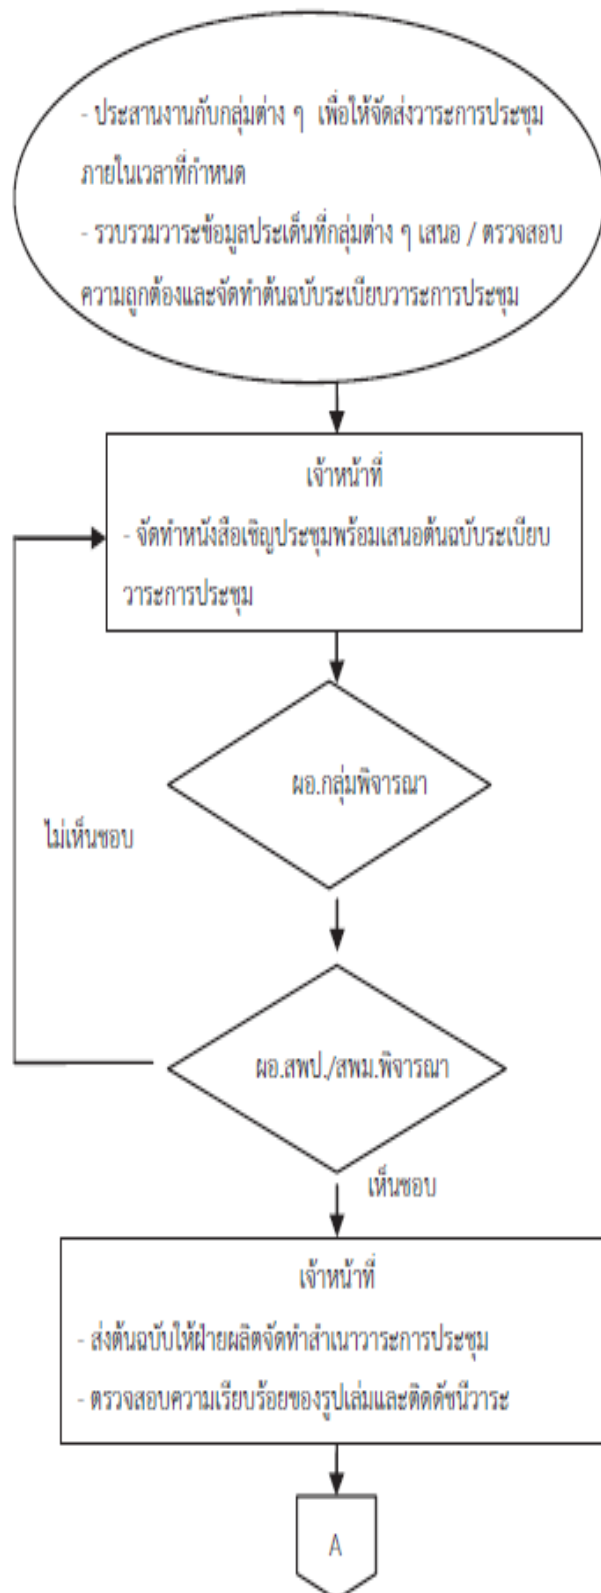 - ประสานงานกับกลุ่มต่าง ๆ เพื่อให้จัดส่งวาระการประชุม
ภายในเวลาที่กำหนด
- รวบรวมวาระข้อมูลประเด็นที่กลุ่มต่าง ๆ เสนอ / ตรวจสอบ
ความถูกต้องและจัดทำต้นฉบับระเบียบวาระการประชุม
เจ้าหน้าที่
- จัดทำหนังสือเชิญประชุมพร้อมเสนอต้นฉบับระเบียบ
วาระการประชุม
ผอ.กลุ่มพิจารณา
ไม่เห็นชอบ
ผอ.สพป./สพม.พิจารณา
เห็นชอบ
เจ้าหน้าที่
- ส่งต้นฉบับให้ฝ่ายผลิตจัดทำสำเนาวาระการประชุม
- ตรวจสอบความเรียบร้อยของรูปเล่มและติดดัชนีวาระ
A